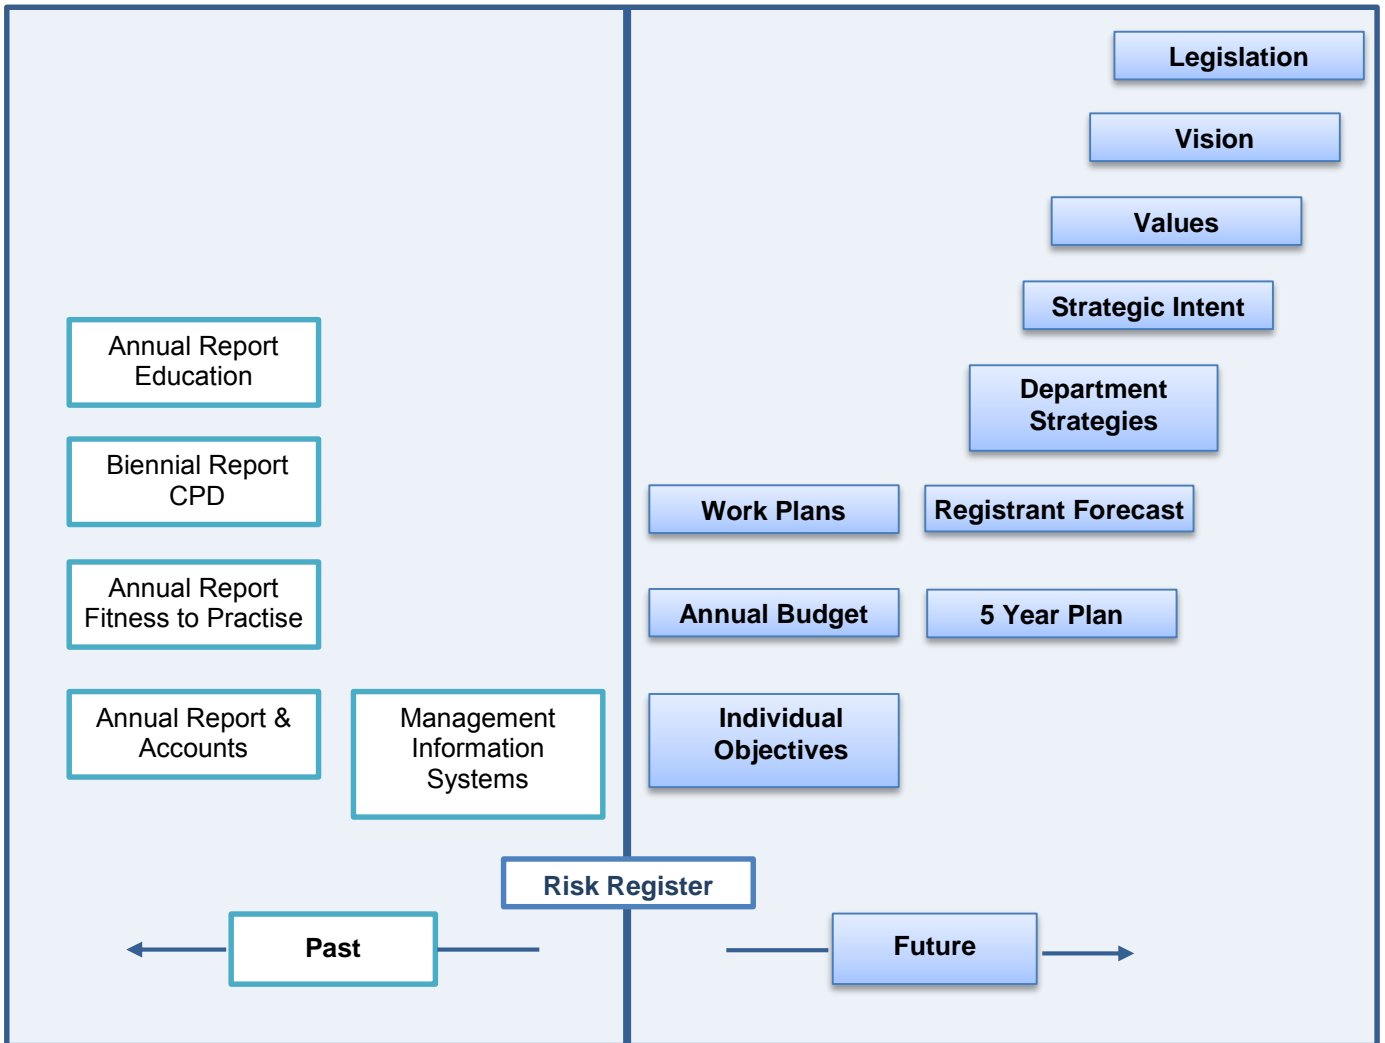 Legislation
Vision
Values
Strategic Intent
Annual Report
Education
Department
Strategies
Biennial Report
CPD
Work Plans
Registrant Forecast
Annual Report
Fitness to Practise
Annual Budget
5 Year Plan
Annual Report &
Accounts
Management
Information
Systems
Individual
Objectives
Risk Register
Past
Future